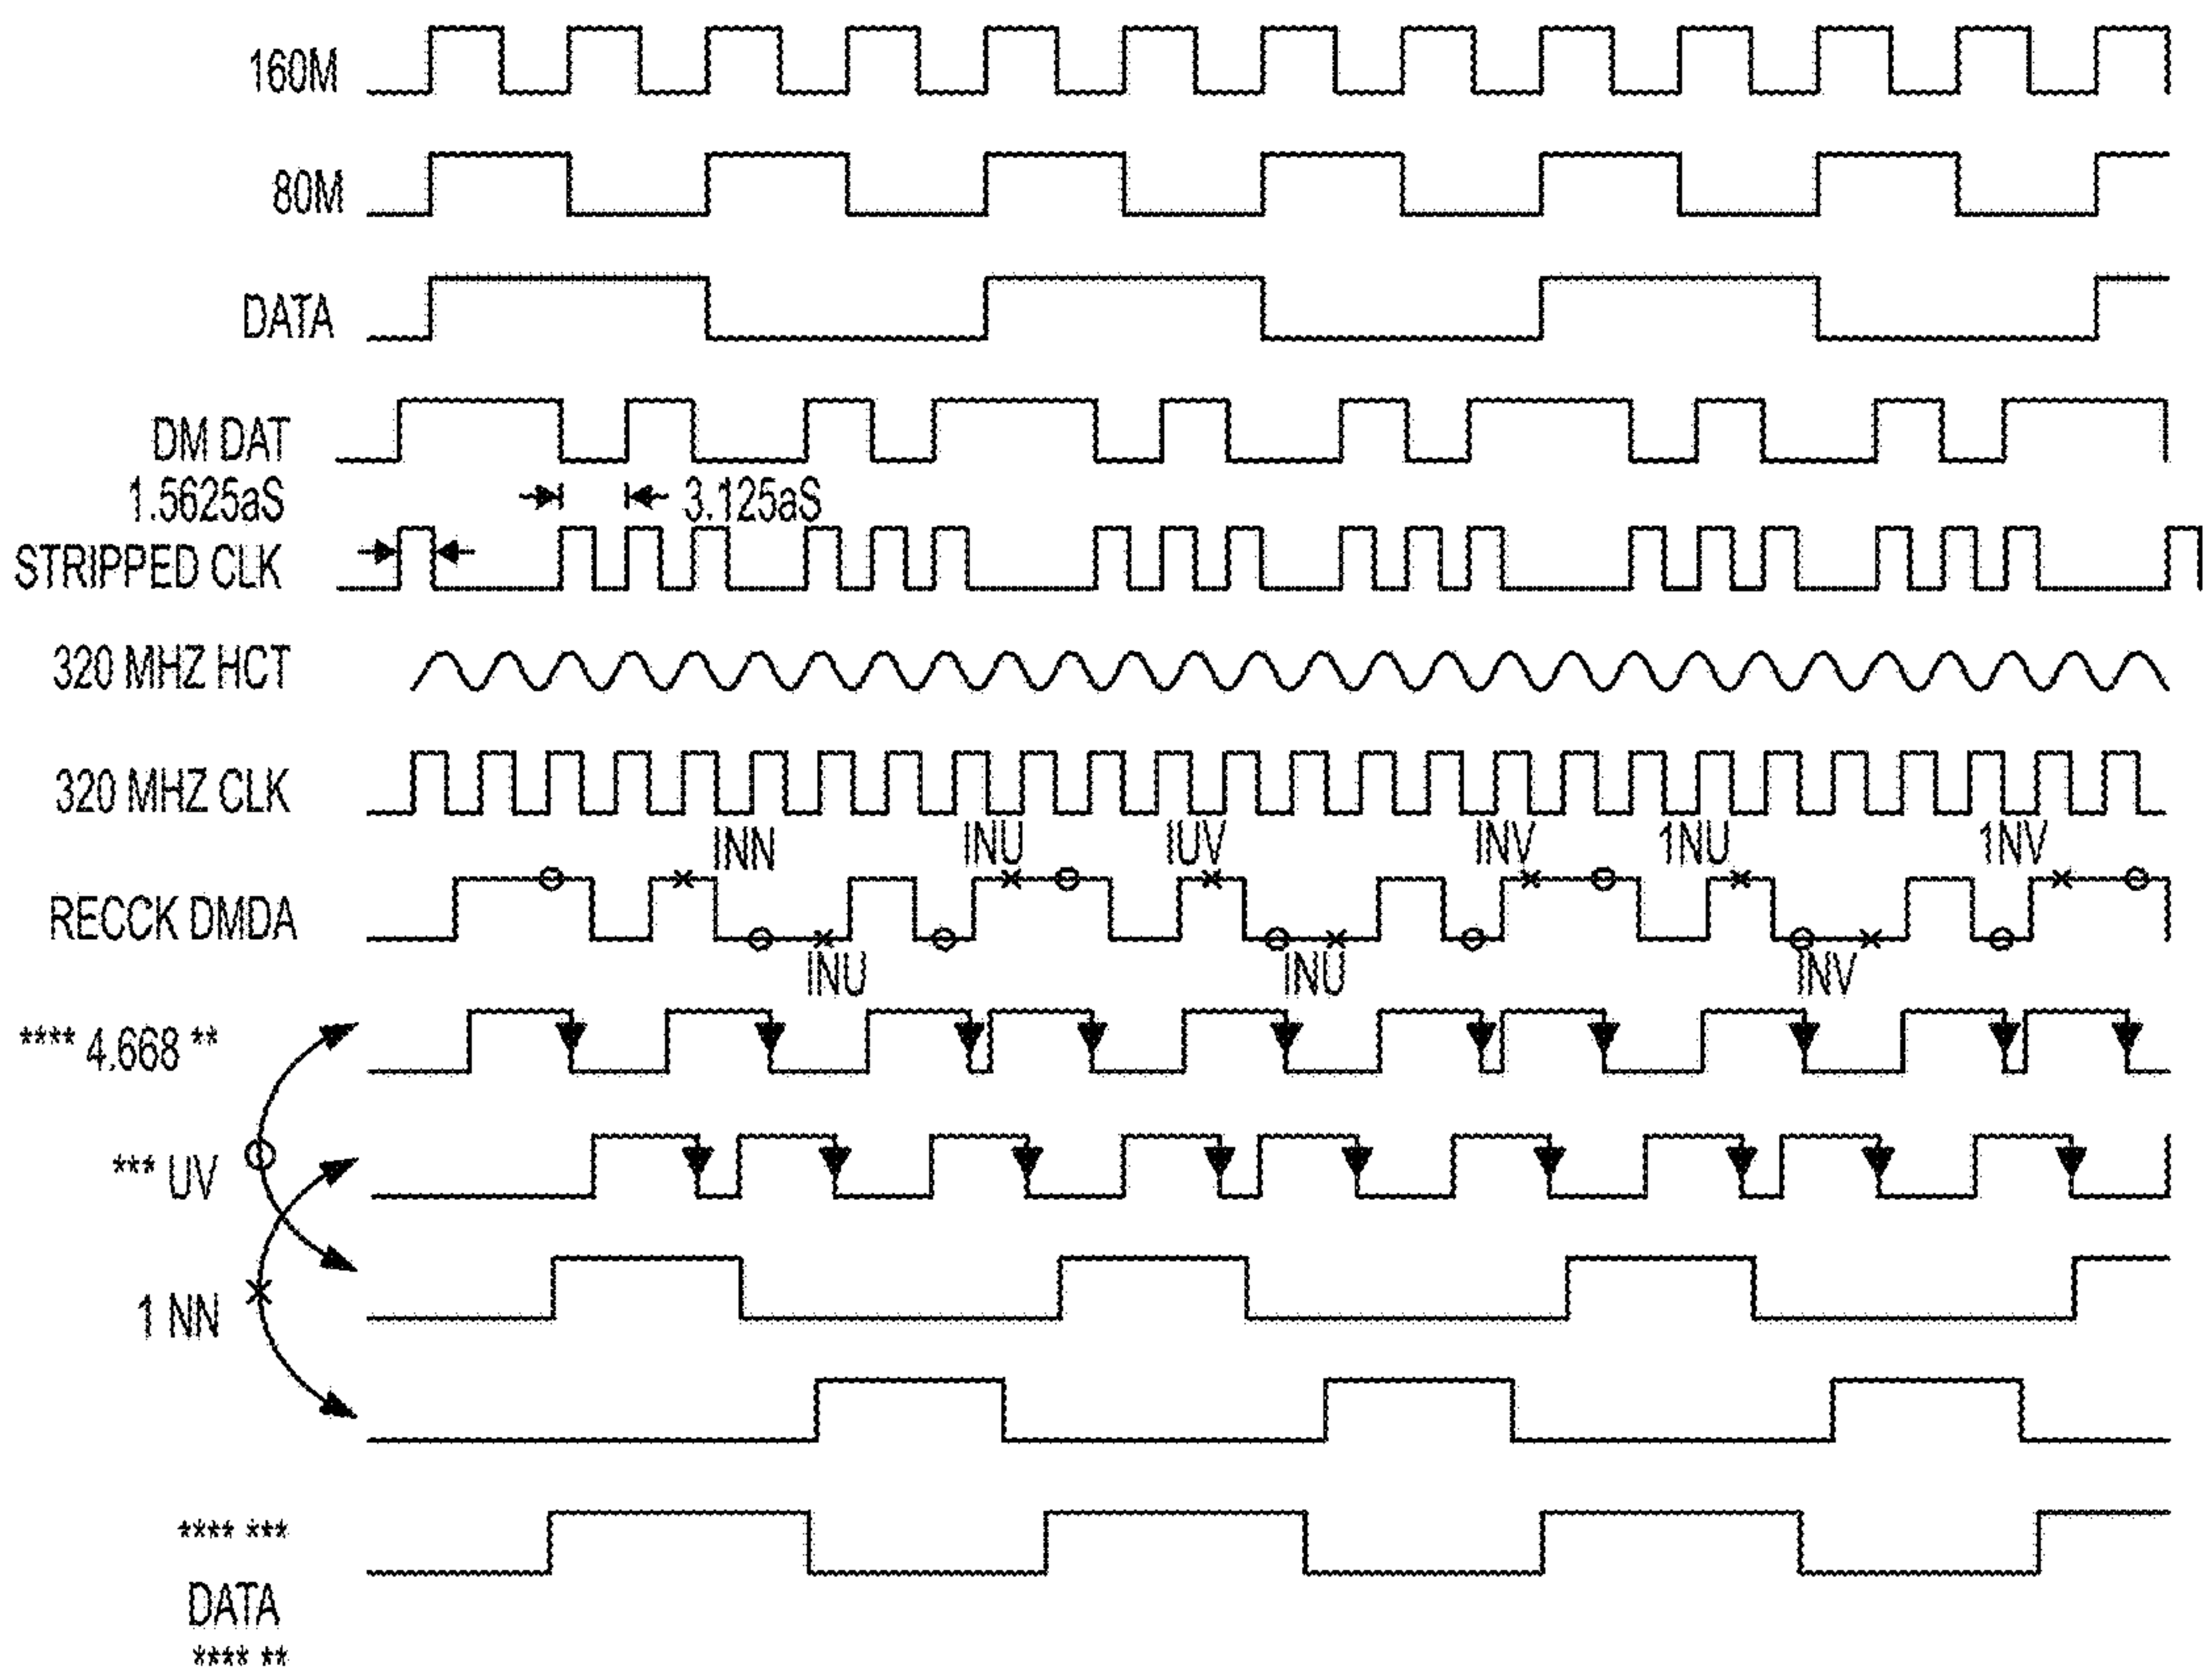 160M
80M
DATA
DM DAT
1.5625aS
3.125aS
STRIPPED CLK
320 MHZ HCT
320 MHZ CLK
INN INU IUV INV 1NU 1NV
RECCK DMDA
INU INU INV
**** 4.668 **
*** UV
1 NN
**** ***
DATA
**** **